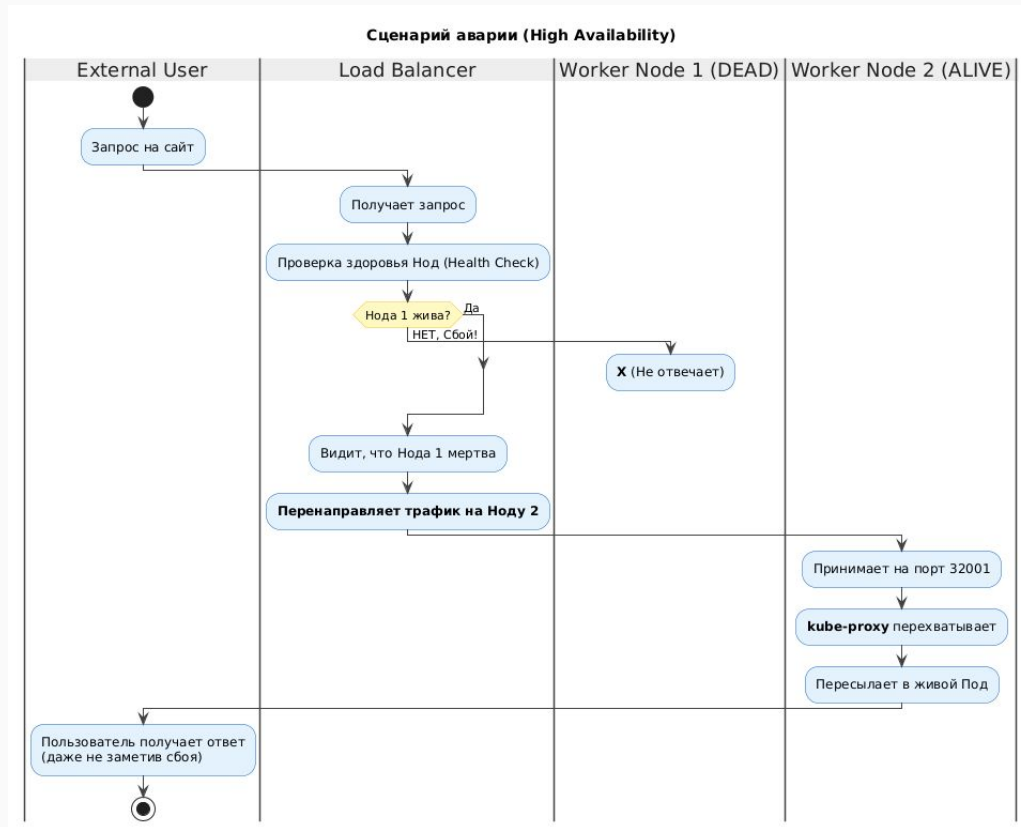 Сценарий аварии (High Availability)
External User
Load Balancer
Worker Node 1 (DEAD)
Worker Node 2 (ALIVE)
Запрос на сайт
Получает запрос
Проверка здоровья Нод (Health Check)
Нода 1 жива?
Да
НЕТ, Сбой!
X (Не отвечает)
Видит, что Нода 1 мертва
Перенаправляет трафик на Ноду 2
Принимает на порт 32001
kube-proxy перехватывает
Пересылает в живой Под
Пользователь получает ответ
(даже не заметив сбоя)